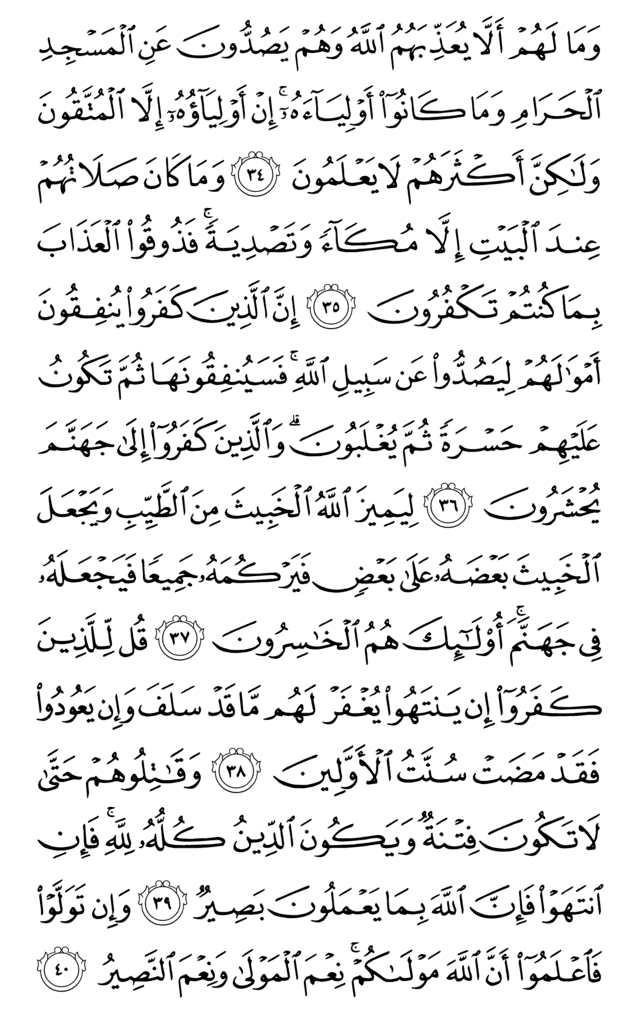 وَمَا لَهُمْ أَلَّا يُعَذِّبَهُمُ ٱللَّهُ وَهُمْ يَصُدُّونَ عَنِ ٱلْمَسْجِدِ
ٱلْحَرَامِ وَمَا كَانُوٓا۟ أَوْلِيَآءَهُۥٓ ۚ إِنْ أَوْلِيَآؤُهُۥٓ إِلَّا ٱلْمُتَّقُونَ
وَلَـٰكِنَّ أَكْثَرَهُمْ لَا يَعْلَمُونَ ٣٤ وَمَا كَانَ صَلَاتُهُمْ
عِندَ ٱلْبَيْتِ إِلَّا مُكَآءً وَتَصْدِيَةً ۚ فَذُوقُوا۟ ٱلْعَذَابَ
بِمَا كُنتُمْ تَكْفُرُونَ ٣٥ إِنَّ ٱلَّذِينَ كَفَرُوا۟ يُنفِقُونَ
أَمْوَٰلَهُمْ لِيَصُدُّوا۟ عَن سَبِيلِ ٱللَّهِ ۚ فَسَيُنفِقُونَهَا ثُمَّ تَكُونُ
عَلَيْهِمْ حَسْرَةً ثُمَّ يُغْلَبُونَ ۗ وَٱلَّذِينَ كَفَرُوٓا۟ إِلَىٰ جَهَنَّمَ
يُحْشَرُونَ ٣٦ لِيَمِيزَ ٱللَّهُ ٱلْخَبِيثَ مِنَ ٱلطَّيِّبِ وَيَجْعَلَ
ٱلْخَبِيثَ بَعْضَهُۥ عَلَىٰ بَعْضٍ فَيَرْكُمَهُۥ جَمِيعًا فَيَجْعَلَهُۥ
فِى جَهَنَّمَ ۚ أُو۟لَـٰٓئِكَ هُمُ ٱلْخَـٰسِرُونَ ٣٧ قُل لِّلَّذِينَ
كَفَرُوٓا۟ إِن يَنتَهُوا۟ يُغْفَرْ لَهُم مَّا قَدْ سَلَفَ وَإِن يَعُودُوا۟
فَقَدْ مَضَتْ سُنَّتُ ٱلْأَوَّلِينَ ٣٨ وَقَـٰتِلُوهُمْ حَتَّىٰ
لَا تَكُونَ فِتْنَةٌ وَيَكُونَ ٱلدِّينُ كُلُّهُۥ لِلَّهِ ۚ فَإِنِ
ٱنتَهَوْا۟ فَإِنَّ ٱللَّهَ بِمَا يَعْمَلُونَ بَصِيرٌ ٣٩ وَإِن تَوَلَّوْا۟
فَٱعْلَمُوٓا۟ أَنَّ ٱللَّهَ مَوْلَىٰكُمْ ۚ نِعْمَ ٱلْمَوْلَىٰ وَنِعْمَ ٱلنَّصِيرُ ٤٠